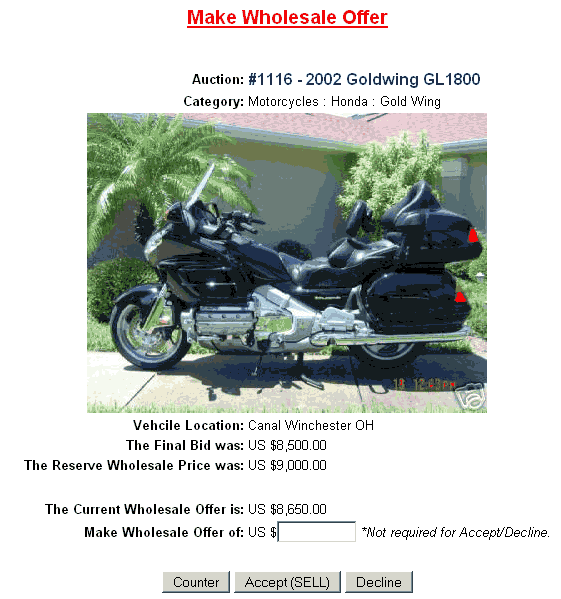 Make Wholesale Offer
Auction: #1116 - 2002 Goldwing GL1800
Category: Motorcycles : Honda : Gold Wing
Vehcile Location: Canal Winchester OH
The Final Bid was: US $8,500.00
The Reserve Wholesale Price was: US $9,000.00
The Current Wholesale Offer is: US $8,650.00
Make Wholesale Offer of: US $ *Not required for Accept/Decline.
Counter Accept (SELL) Decline